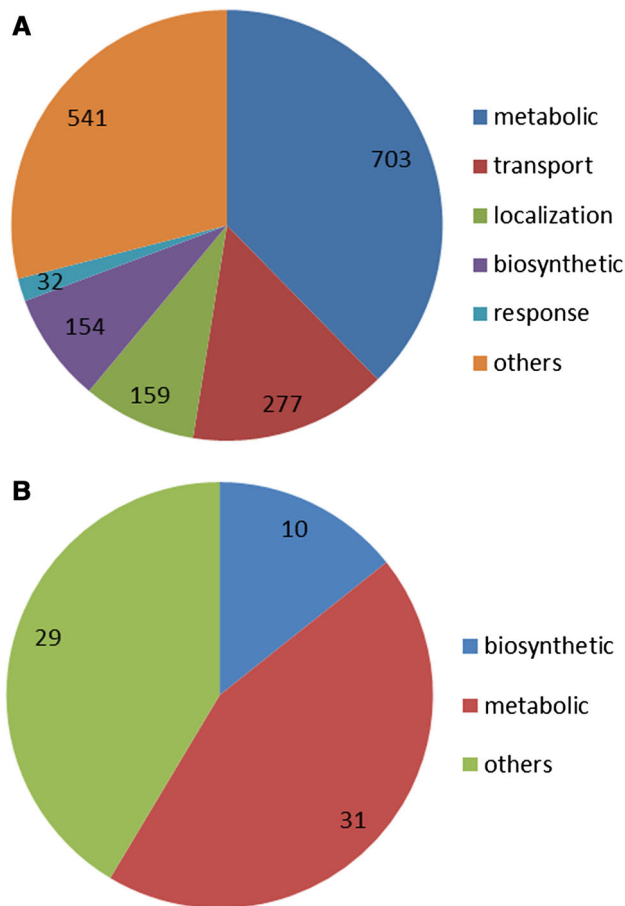 A
541
703
32
154
159
277
metabolic
transport
localization
biosynthetic
response
others
B
10
29
31
biosynthetic
metabolic
others